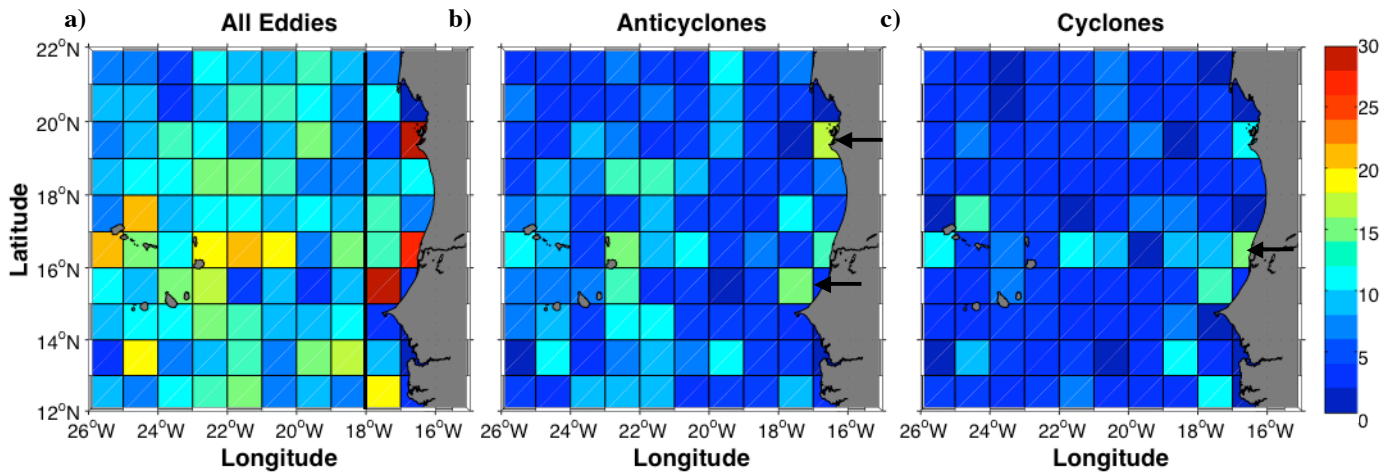 a) All Eddies b) Anticyclones c) Cyclones
22°N
20°N
18°N
16°N
14°N
12°N
Latitude
26°W 24°W 22°W 20°W 18°W 16°W
26°W 24°W 22°W 20°W 18°W 16°W
26°W 24°W 22°W 20°W 18°W 16°W
Longitude Longitude Longitude
30
25
20
15
10
5
0